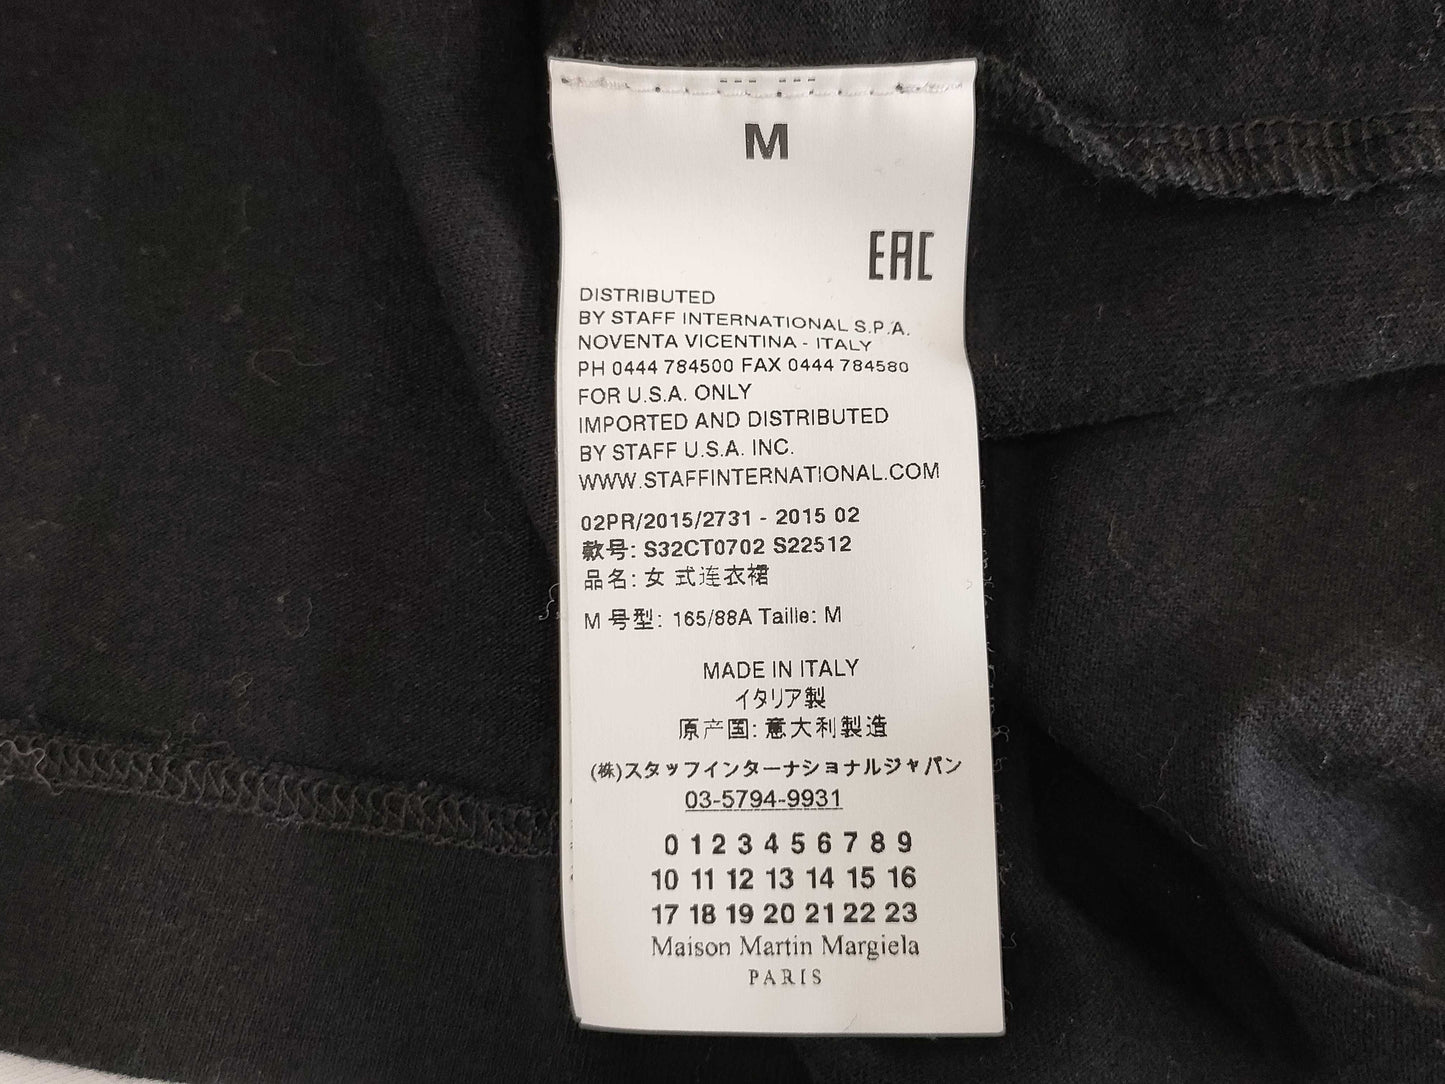 M
EAC
DISTRIBUTED
BY STAFF INTERNATIONAL S.P.A.
NOVENTA VICENTINA - ITALY
PH 0444 784500 FAX 0444 784580
FOR U.S.A. ONLY
IMPORTED AND DISTRIBUTED
BY STAFF U.S.A. INC.
WWW.STAFFINTERNATIONAL.COM
02PR/2015/2731 - 2015 02
款号: S32CT0702 S22512
品名: 女 式连衣裙
M 号型: 165/88A Taille: M
MADE IN ITALY
イタリア製
原产国: 意大利製造
(株)スタッフインターナショナルジャパン
03-5794-9931
0 1 2 3 4 5 6 7 8 9
10 11 12 13 14 15 16
17 18 19 20 21 22 23
Maison Martin Margiela
PARIS